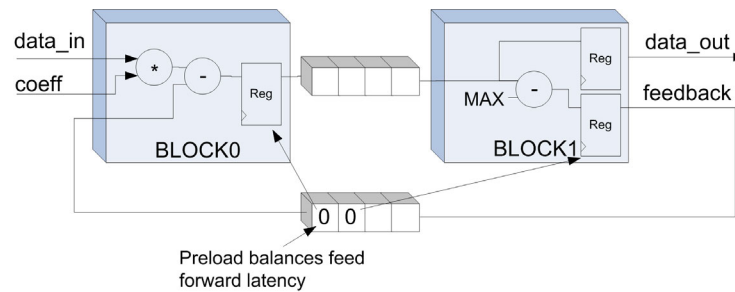 data_in
coeff
*
-
Reg
BLOCK0
MAX
-
Reg
Reg
BLOCK1
data_out
feedback
0 0
Preload balances feed
forward latency